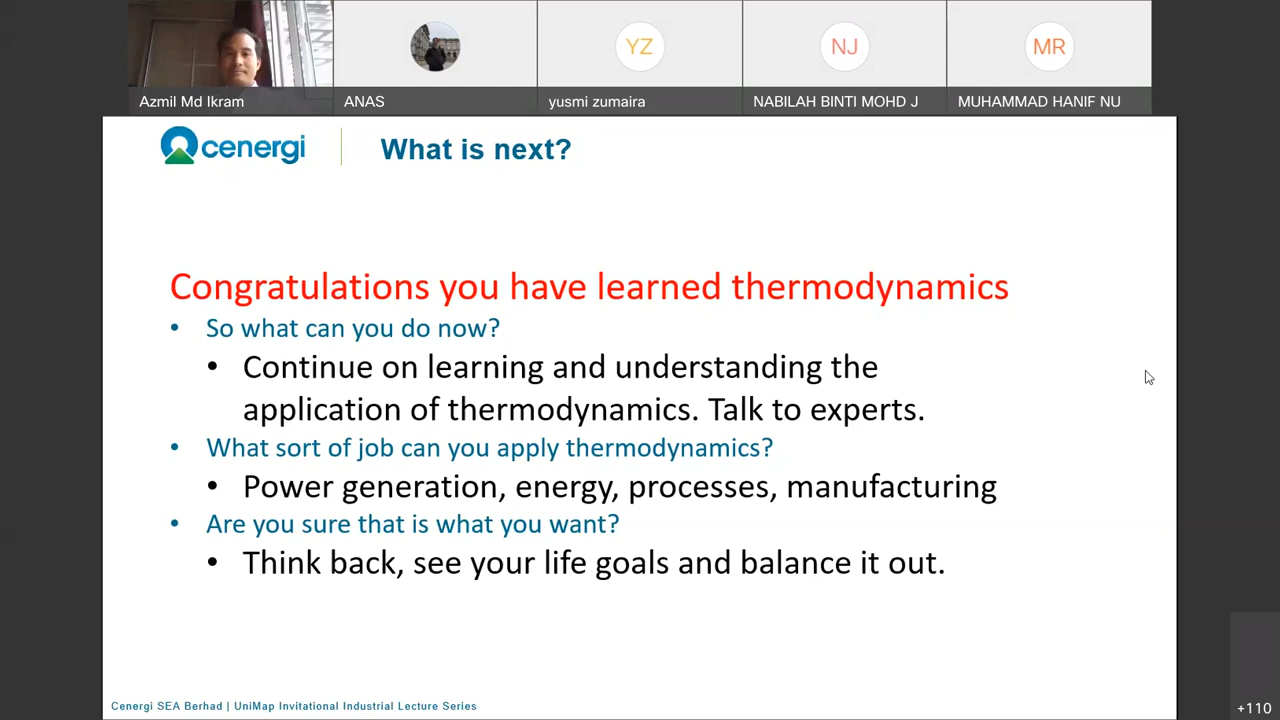 YZ
NJ
MR
Azmil Md Ikram
ANAS
yusmi zumaira
NABILAH BINTI MOHD J
MUHAMMAD HANIF NU
cenergi
What is next?
Congratulations you have learned thermodynamics
• So what can you do now?
• Continue on learning and understanding the
application of thermodynamics. Talk to experts.
• What sort of job can you apply thermodynamics?
• Power generation, energy, processes, manufacturing
• Are you sure that is what you want?
• Think back, see your life goals and balance it out.
Cenergi SEA Berhad | UniMap Invitational Industrial Lecture Series
+110